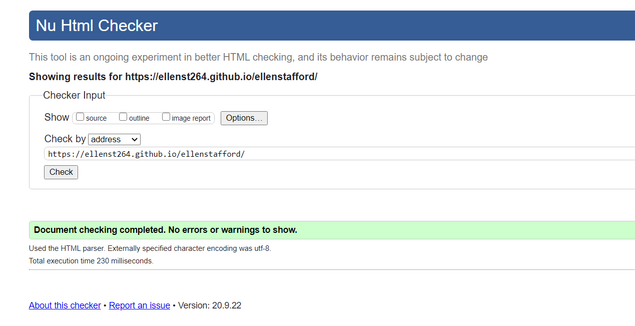 Nu Html Checker
This tool is an ongoing experiment in better HTML checking, and its behavior remains subject to change
Showing results for https://ellenst264.github.io/ellenstafford/
Checker Input
Show source outline image report Options...
Check by address
https://ellenst264.github.io/ellenstafford/
Check
Document checking completed. No errors or warnings to show.
Used the HTML parser. Externally specified character encoding was utf-8.
Total execution time 230 milliseconds.
About this checker • Report an issue • Version: 20.9.22